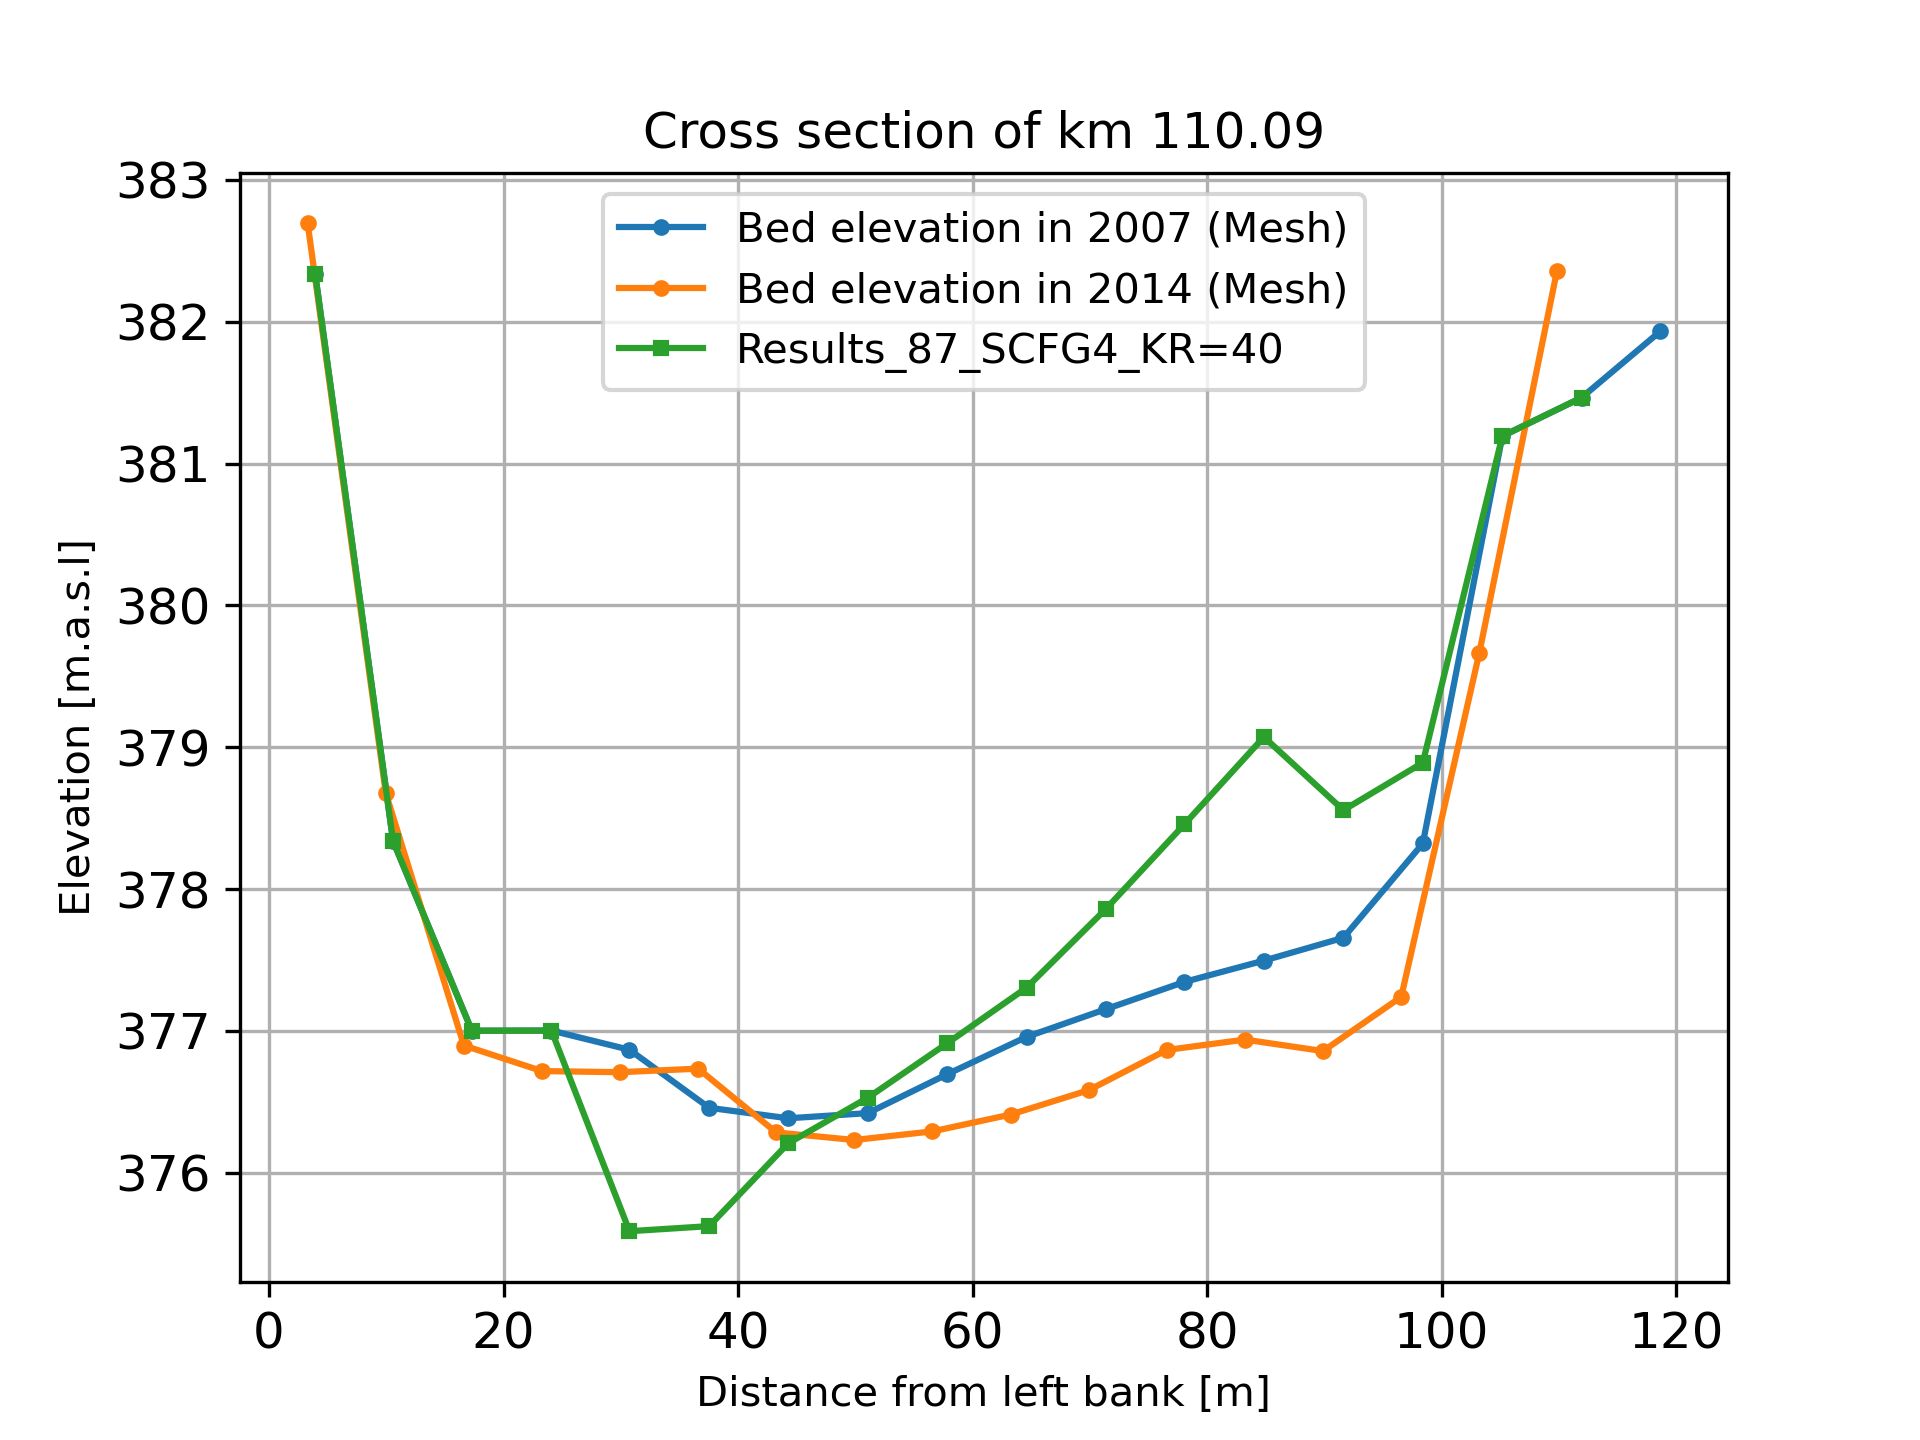 Cross section of km 110.09
383
382
381
380
379
378
377
376
Elevation [m.a.s.l]
Bed elevation in 2007 (Mesh)
Bed elevation in 2014 (Mesh)
Results_87_SCFG4_KR=40
0 20 40 60 80 100 120
Distance from left bank [m]